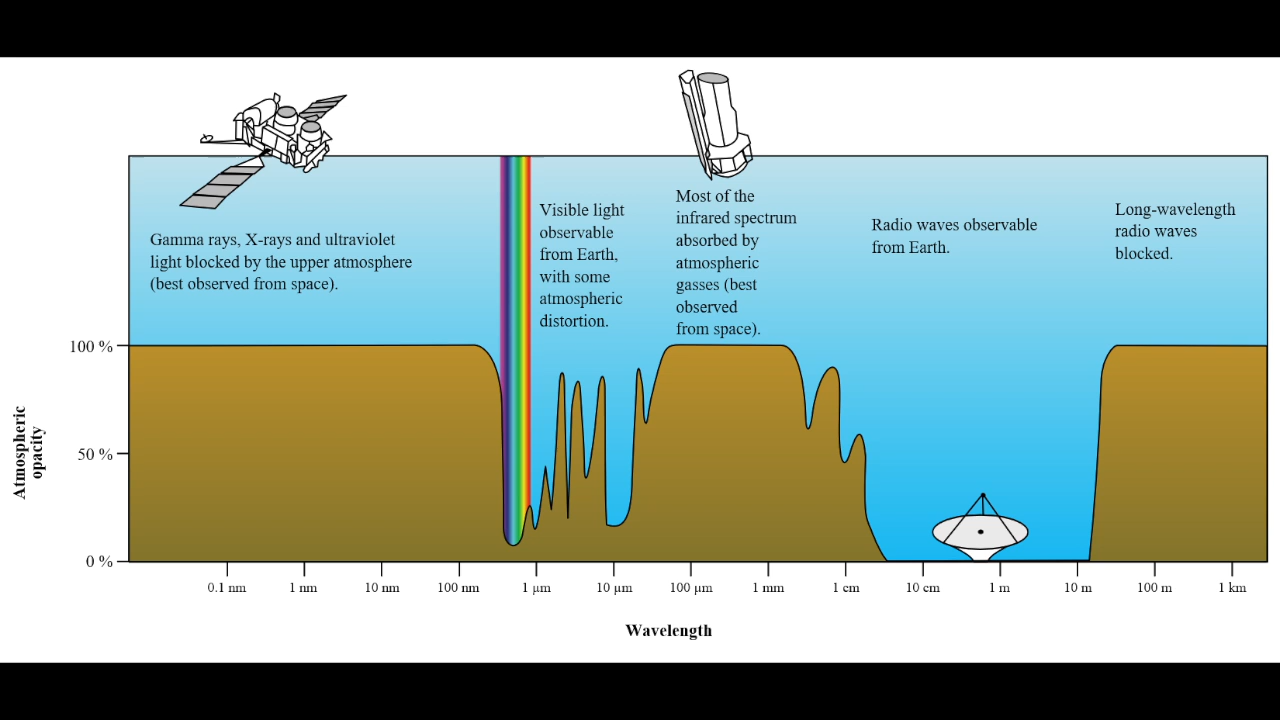 Gamma rays, X-rays and ultraviolet
light blocked by the upper atmosphere
(best observed from space).
Visible light
observable
from Earth,
with some
atmospheric
distortion.
Most of the
infrared spectrum
absorbed by
atmospheric
gasses (best
observed
from space).
Radio waves observable
from Earth.
Long-wavelength
radio waves
blocked.
Atmospheric
opacity
100 %
50 %
0 %
0.1 nm
1 nm
10 nm
100 nm
1 µm
10 µm
100 µm
1 mm
1 cm
10 cm
1 m
10 m
100 m
1 km
Wavelength